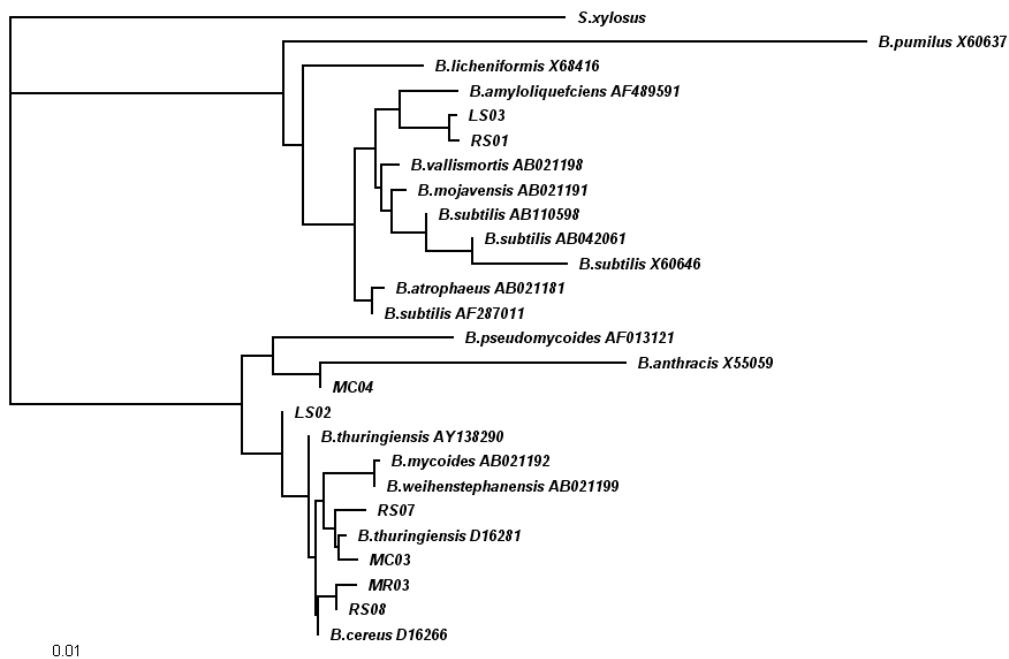 S.xylosus
B.pumilus X60637
B.licheniformis X68416
B.amyloliquefciens AF489591
LS03
RS01
B.vallismortis AB021198
B.mojavensis AB021191
B.subtilis AB110598
B.subtilis AB042061
B.subtilis X60646
B.atrophaeus AB021181
B.subtilis AF287011
B.pseudomycoides AF013121
B.anthracis X55059
MC04
LS02
B.thuringiensis AY138290
B.mycoides AB021192
B.weihenstephanensis AB021199
RS07
B.thuringiensis D16281
MC03
MR03
RS08
B.cereus D16266
0.01